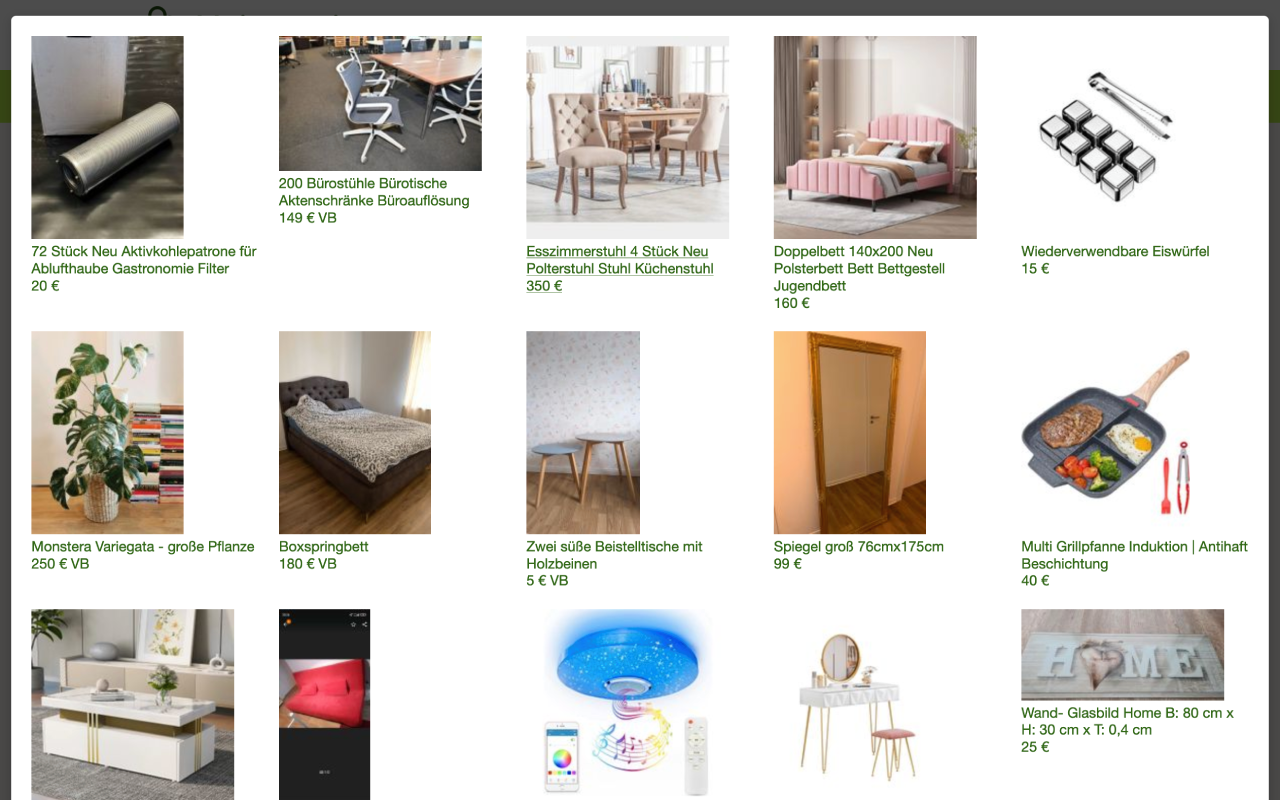 72 Stück Neu Aktivkohlepatrone für
Ablufthaube Gastronomie Filter
20 €
200 Bürostühle Bürotische
Aktenschränke Büroauflösung
149 € VB
Esszimmerstuhl 4 Stück Neu
Polterstuhl Stuhl Küchenstuhl
350 €
Doppelbett 140x200 Neu
Polsterbett Bett Bettgestell
Jugendbett
160 €
Wiederverwendbare Eiswürfel
15 €
Monstera Variegata - große Pflanze
250 € VB
Boxspringbett
180 € VB
Zwei süße Beistelltische mit
Holzbeinen
5 € VB
Spiegel groß 76cmx175cm
99 €
Multi Grillpfanne Induktion | Antihaft
Beschichtung
40 €
HOME
Wand- Glasbild Home B: 80 cm x
H: 30 cm x T: 0,4 cm
25 €